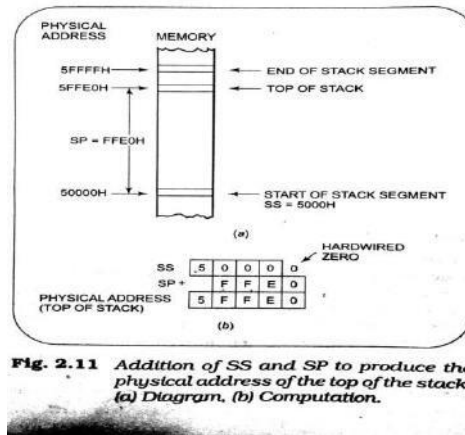 PHYSICAL
ADDRESS
MEMORY
5FFFFH
END OF STACK SEGMENT
5FFE0H
TOP OF STACK
SP = FFE0H
50000H
START OF STACK SEGMENT
SS = 5000H
(a)
HARDWIRED
ZERO
SS 5 0 0 0 0
SP + F F E 0
PHYSICAL ADDRESS 5 F F E 0
(TOP OF STACK)
(b)
Fig. 2.11 Addition of SS and SP to produce the
physical address of the top of the stack
(a) Diagram, (b) Computation.